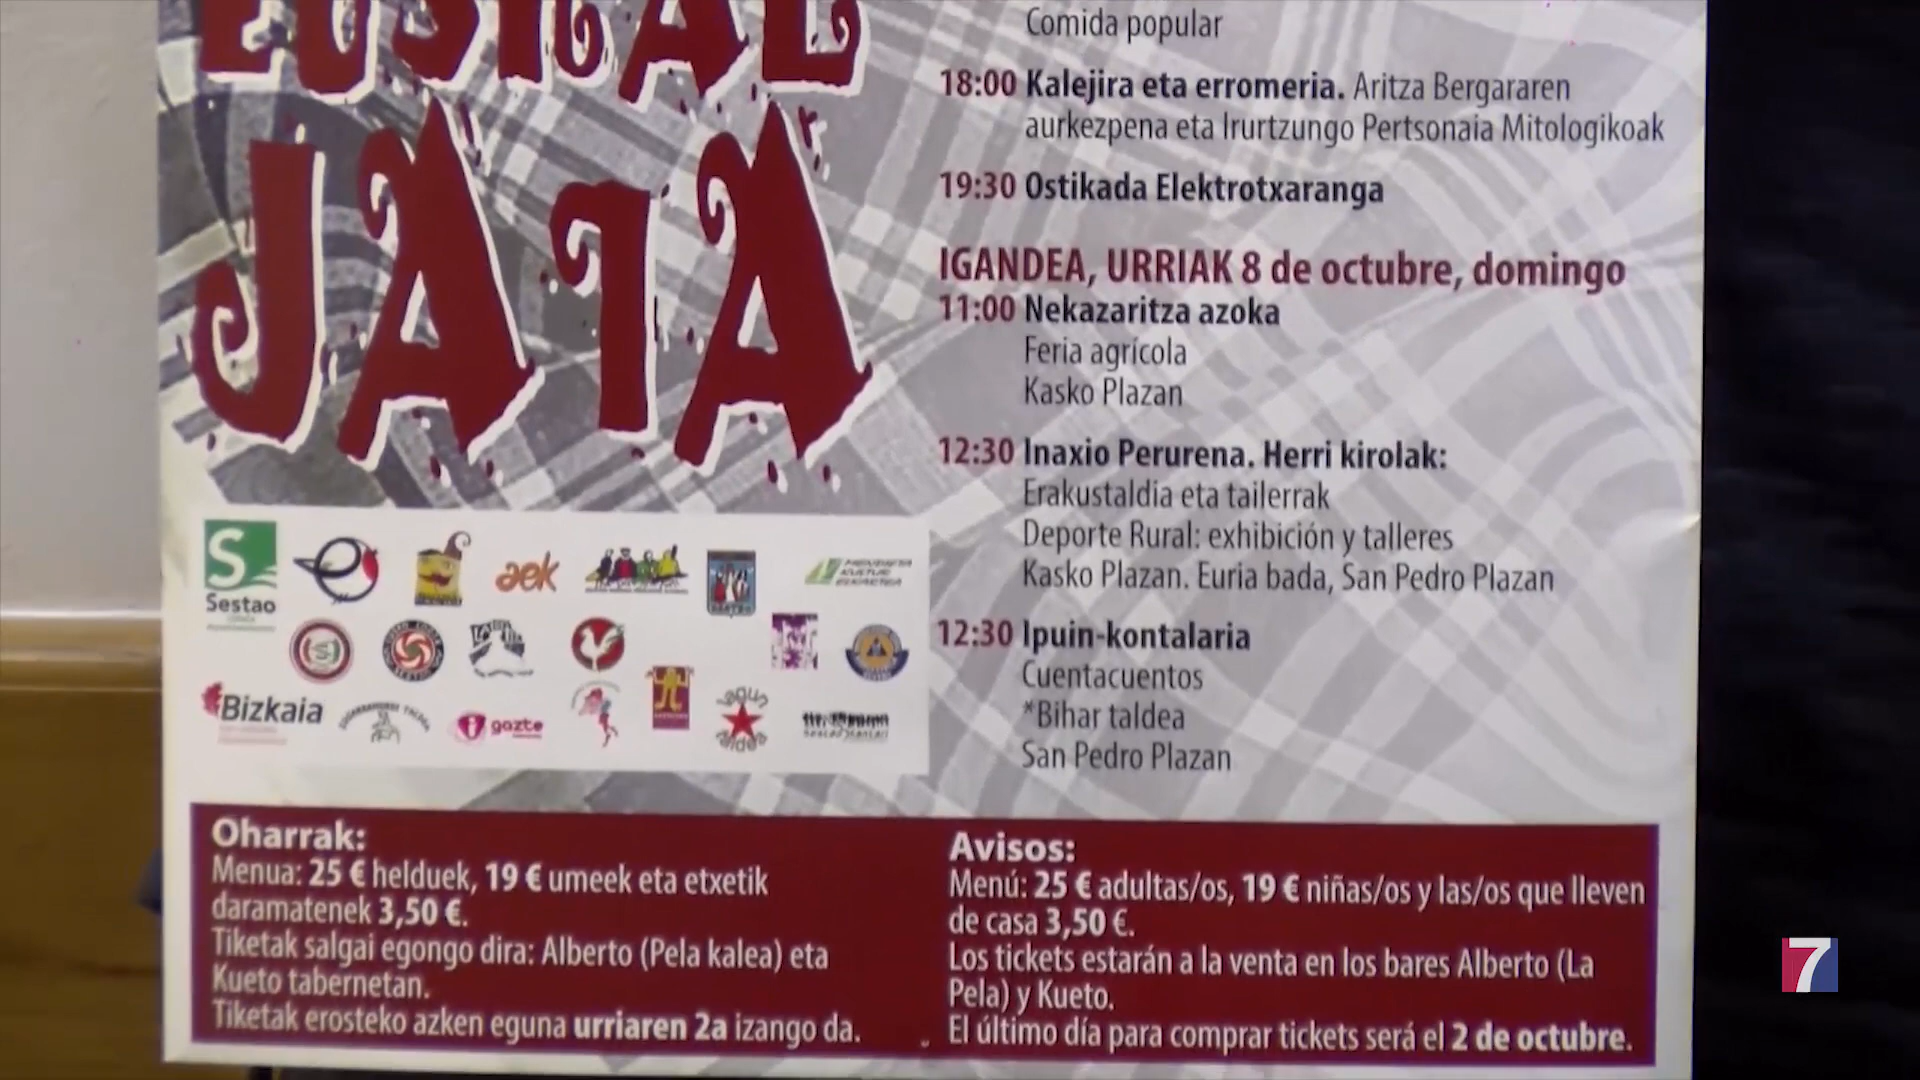 EUSKAL
JAIA
Comida popular
18:00 Kalejira eta erromeria. Aritza Bergararen
aurkezpena eta Irurtzungo Pertsonaia Mitologikoak
19:30 Ostikada Elektrotxaranga
IGANDEA, URRIAK 8 de octubre, domingo
11:00 Nekazaritza azoka
Feria agrícola
Kasko Plazan
12:30 Inaxio Perurena. Herri kirolak:
Erakustaldia eta tailerrak
Deporte Rural: exhibición y talleres
Kasko Plazan. Euria bada, San Pedro Plazan
12:30 Ipuin-kontalaria
Cuentacuentos
*Bihar taldea
San Pedro Plazan
S
Sestao
aek
Bizkaia
gazte
Oharrak:
Menua: 25 € helduek, 19 € umeek eta etxetik
daramatenek 3,50 €.
Tiketak salgai egongo dira: Alberto (Pela kalea) eta
Kueto tabernetan.
Tiketak erosteko azken eguna urriaren 2a izango da.
Avisos:
Menú: 25 € adultas/os, 19 € niñas/os y las/os que lleven
de casa 3,50 €.
Los tickets estarán a la venta en los bares Alberto (La
Pela) y Kueto.
El último día para comprar tickets será el 2 de octubre.
7